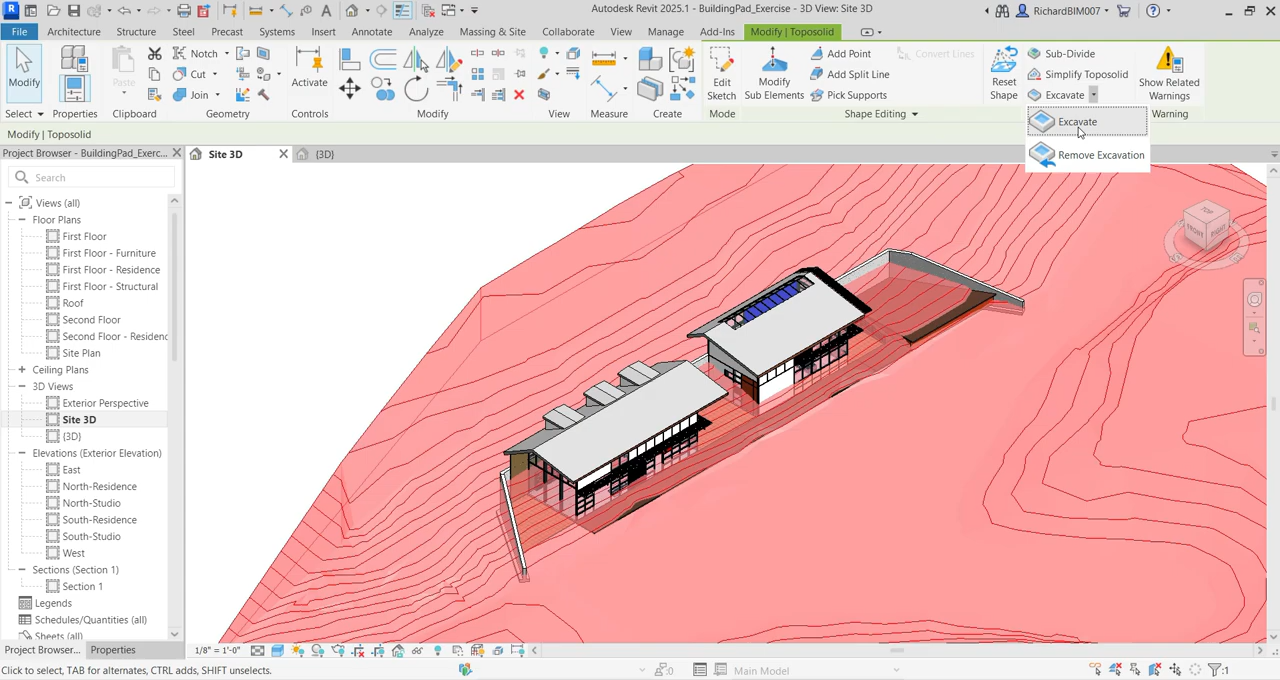 Autodesk Revit 2025.1 - BuildingPad_Exercise - 3D View: Site 3D
RichardBIM007
File Architecture Structure Steel Precast Systems Insert Annotate Analyze Massing & Site Collaborate View Manage Add-Ins Modify | Toposolid
Modify
Properties
Paste
Notch
Cut
Join
Activate
Edit Sketch
Modify Sub Elements
Add Point
Add Split Line
Pick Supports
Convert Lines
Reset Shape
Sub-Divide
Simplify Toposolid
Excavate
Show Related Warnings
Select Properties Clipboard Geometry Controls Modify View Measure Create Mode Shape Editing Warning
Excavate
Remove Excavation
Modify | Toposolid
Project Browser - BuildingPad_Exerc...
Site 3D
{3D}
Search
Views (all)
Floor Plans
First Floor
First Floor - Furniture
First Floor - Residence
First Floor - Structural
Roof
Second Floor
Second Floor - Residenc
Site Plan
Ceiling Plans
3D Views
Exterior Perspective
Site 3D
{3D}
Elevations (Exterior Elevation)
East
North-Residence
North-Studio
South-Residence
South-Studio
West
Sections (Section 1)
Section 1
Legends
Schedules/Quantities (all)
Sheets (all)
TOP
FRONT
RIGHT
Project Browser... Properties
1/8" = 1'-0"
Click to select, TAB for alternates, CTRL adds, SHIFT unselects.
:0
Main Model
:1